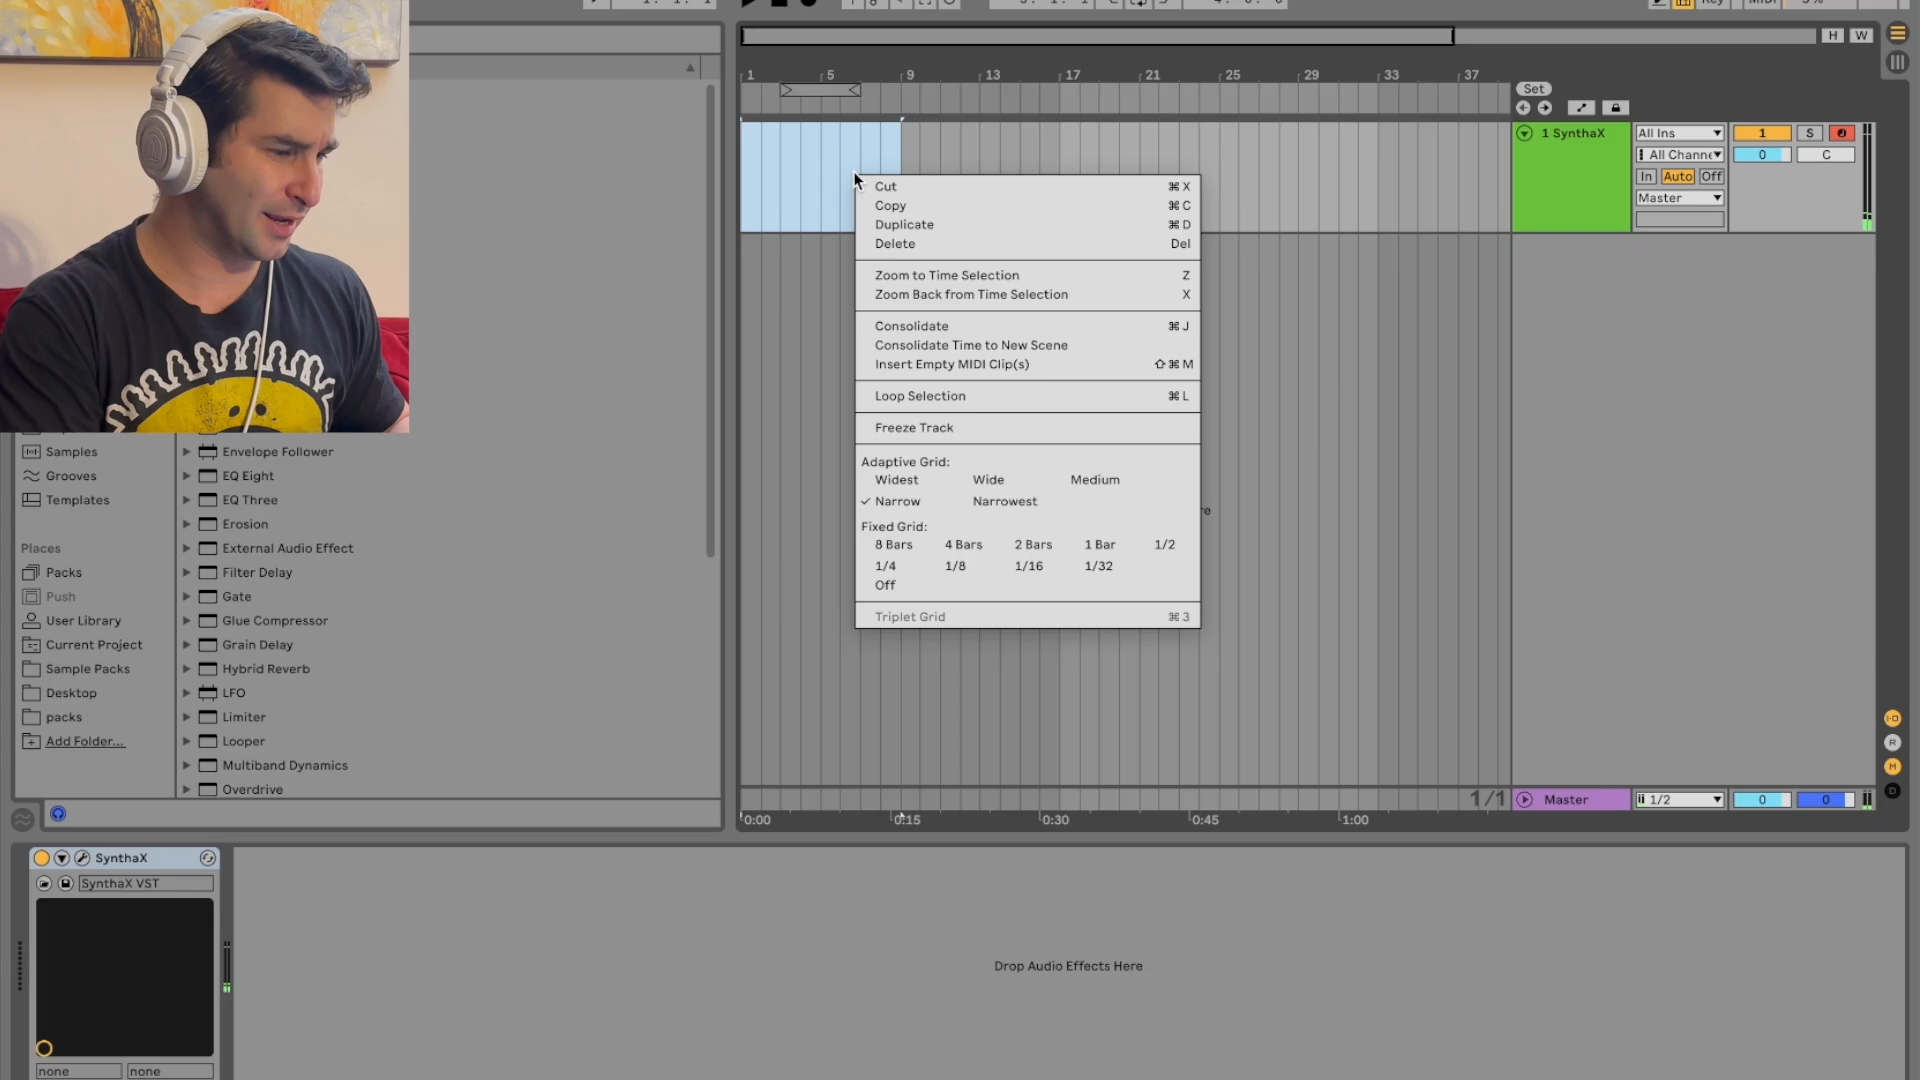 1 5 9 13 17 21 25 29 33 37
H W
Set
1 SynthaX
All Ins
1
S
All Channe
0
C
In Auto Off
Master
Cut ⌘ X
Copy ⌘ C
Duplicate ⌘ D
Delete Del
Zoom to Time Selection Z
Zoom Back from Time Selection X
Consolidate ⌘ J
Consolidate Time to New Scene
Insert Empty MIDI Clip(s) ⇧ ⌘ M
Loop Selection ⌘ L
Freeze Track
Adaptive Grid:
Widest Wide Medium
✓ Narrow Narrowest
Fixed Grid:
8 Bars 4 Bars 2 Bars 1 Bar 1/2
1/4 1/8 1/16 1/32
Off
Triplet Grid ⌘ 3
re
Samples
Grooves
Templates
Places
Packs
Push
User Library
Current Project
Sample Packs
Desktop
packs
Add Folder...
Envelope Follower
EQ Eight
EQ Three
Erosion
External Audio Effect
Filter Delay
Gate
Glue Compressor
Grain Delay
Hybrid Reverb
LFO
Limiter
Looper
Multiband Dynamics
Overdrive
I·O
R
M
D
1/1
Master
1/2
0
0
0:00 0:15 0:30 0:45 1:00
SynthaX
SynthaX VST
none none
Drop Audio Effects Here